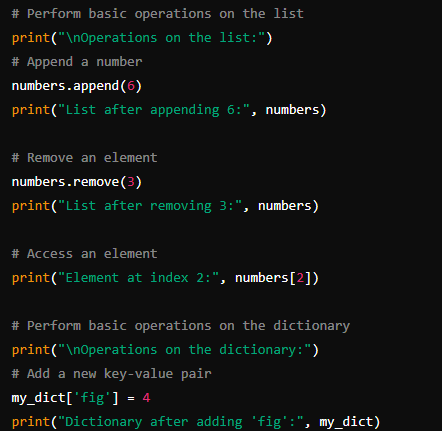 # Perform basic operations on the list
print("\nOperations on the list:")
# Append a number
numbers.append(6)
print("List after appending 6:", numbers)
# Remove an element
numbers.remove(3)
print("List after removing 3:", numbers)
# Access an element
print("Element at index 2:", numbers[2])
# Perform basic operations on the dictionary
print("\nOperations on the dictionary:")
# Add a new key-value pair
my_dict['fig'] = 4
print("Dictionary after adding 'fig':", my_dict)